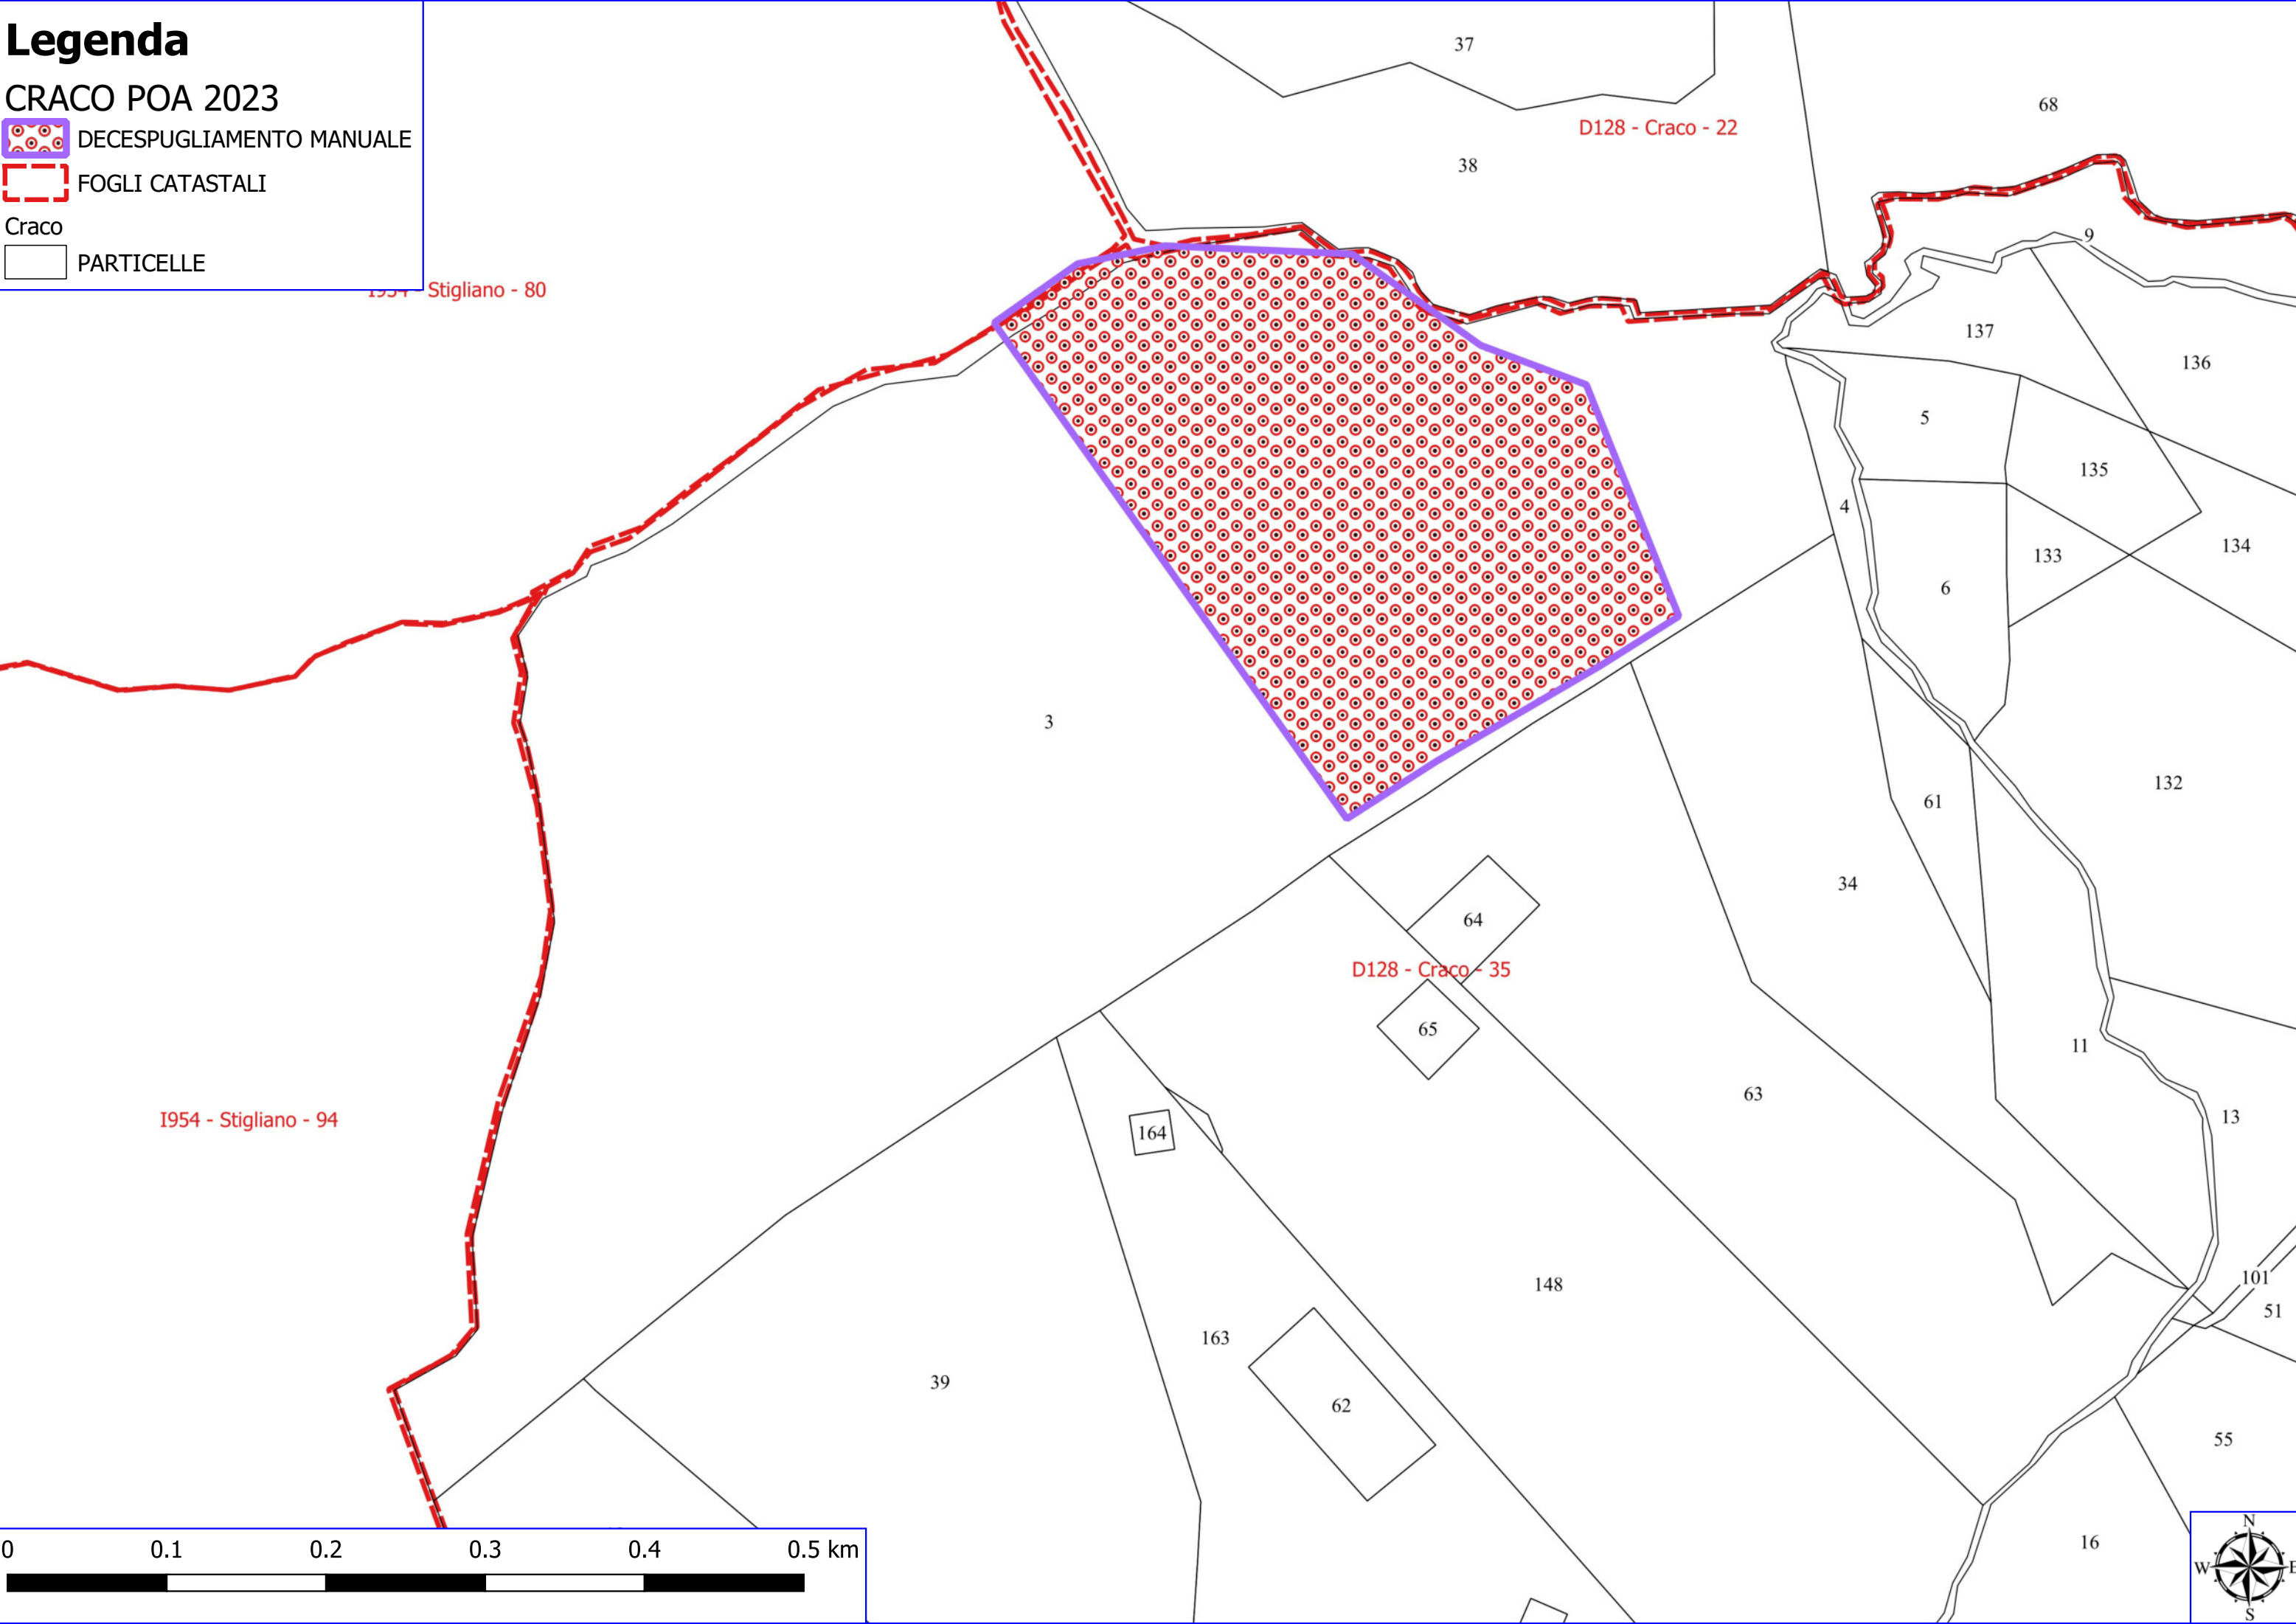 Legenda
CRACO POA 2023
DECESPUGLIAMENTO MANUALE
FOGLI CATASTALI
Craco
PARTICELLE
37
68
D128 - Craco - 22
38
9
I954 - Stigliano - 80
137
136
5
135
4
134
133
6
3
132
61
34
64
D128 - Craco - 35
65
11
63
I954 - Stigliano - 94
13
164
101
148
51
163
39
62
55
16
0 0.1 0.2 0.3 0.4 0.5 km
N
W E
S